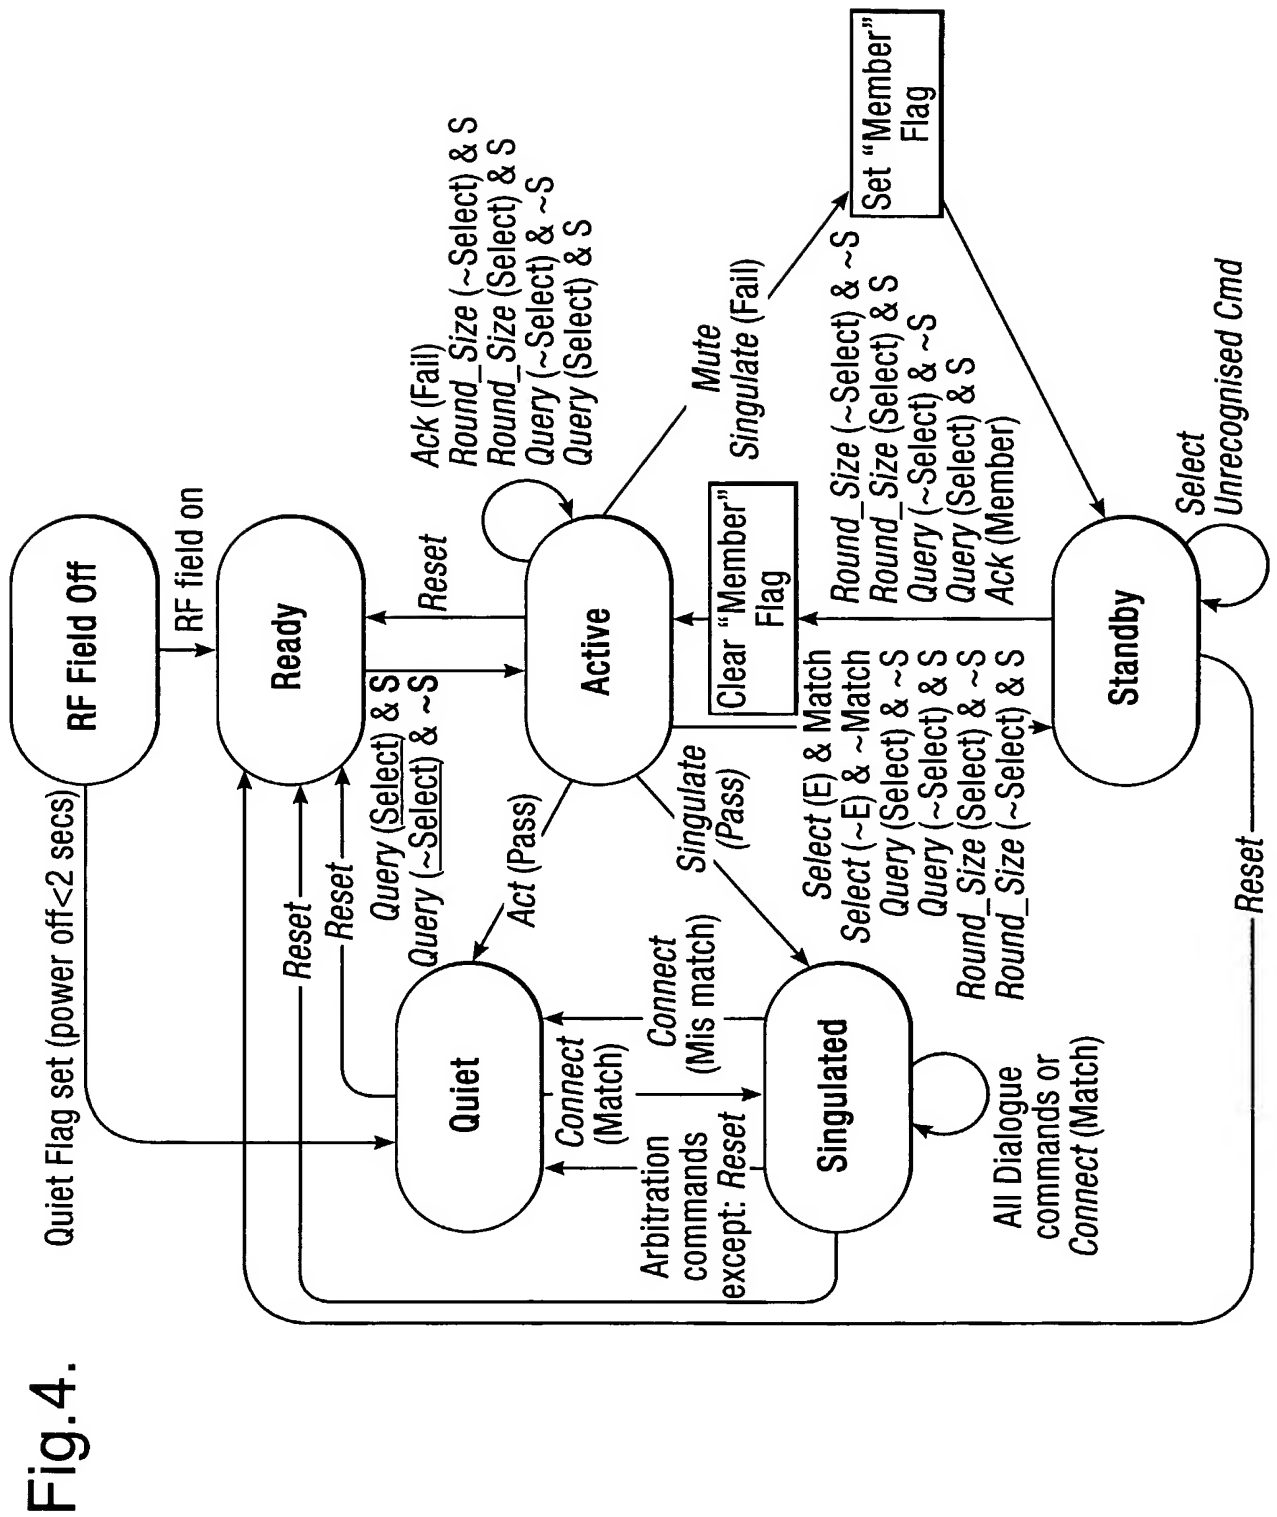 Fig.4.
Quiet Flag set (power off<2 secs)
RF Field Off
RF field on
Ready
Reset
Reset
Query (Select) & S
Query (~Select) & ~S
Reset
Quiet
Act (Pass)
Active
Ack (Fail)
Round_Size (~Select) & S
Round_Size (Select) & S
Query (~Select) & ~S
Query (Select) & S
Connect
(Match)
Connect
(Mis match)
Arbitration
commands
except: Reset
Singulate
(Pass)
Clear “Member”
Flag
Mute
Singulate (Fail)
Set “Member”
Flag
Singulated
Select (E) & Match
Select (~E) & ~Match
Query (Select) & ~S
Query (~Select) & S
Round_Size (Select) & ~S
Round_Size (~Select) & S
Round_Size (~Select) & ~S
Round_Size (Select) & S
Query (~Select) & ~S
Query (Select) & S
Ack (Member)
All Dialogue
commands or
Connect (Match)
Standby
Select
Unrecognised Cmd
Reset